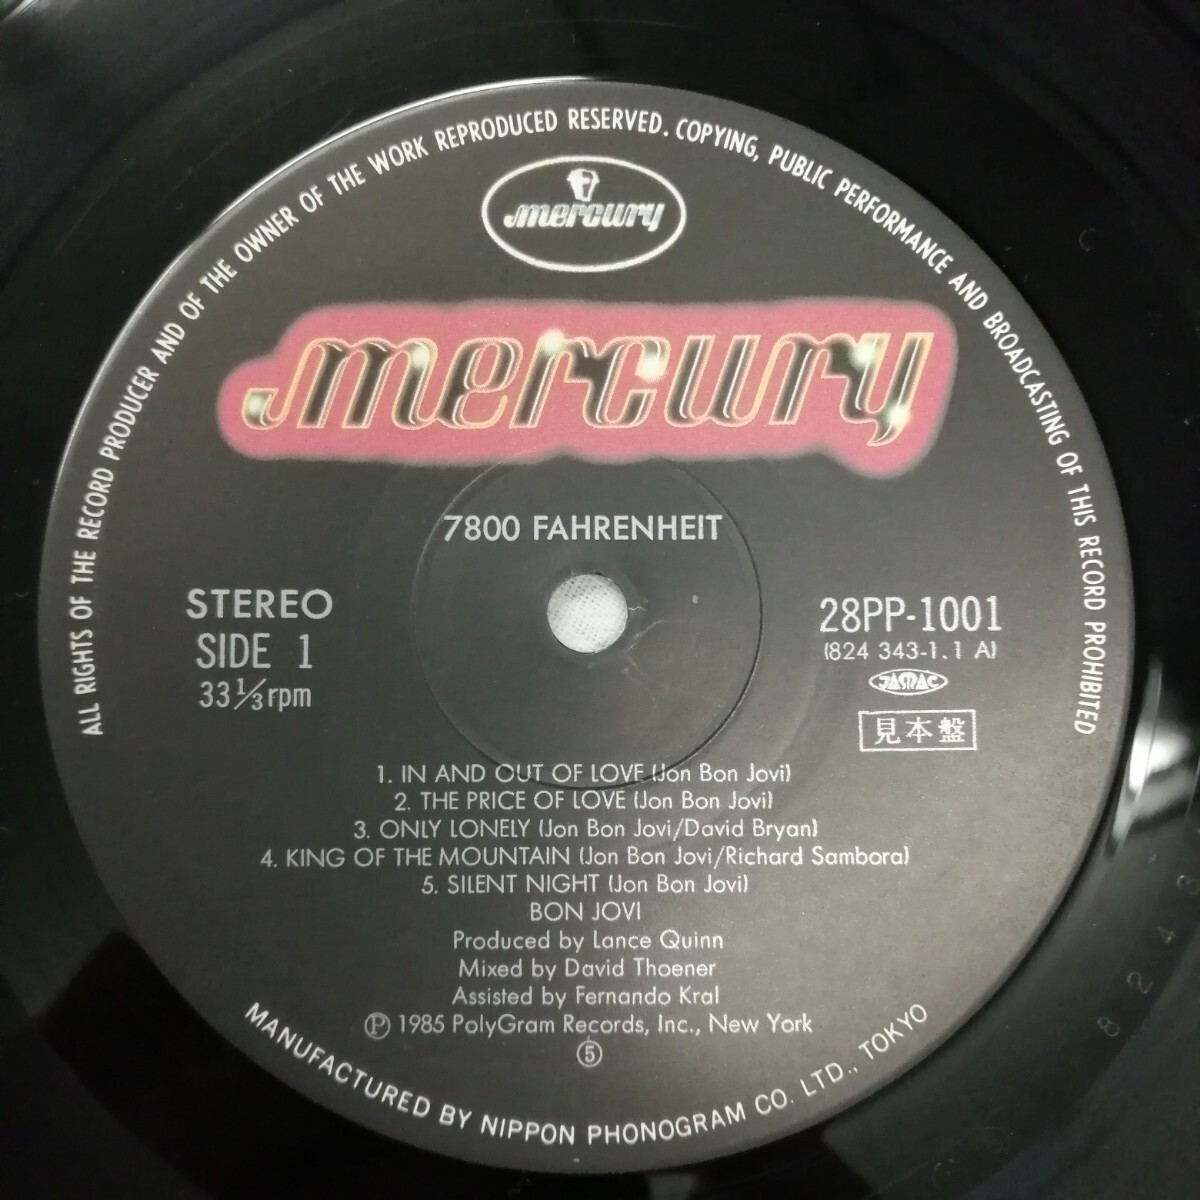 ALL RIGHTS OF THE RECORD PRODUCER AND OF THE OWNER OF THE WORK REPRODUCED RESERVED. COPYING, PUBLIC PERFORMANCE AND BROADCASTING OF THIS RECORD PROHIBITED
mercury
mercury
7800 FAHRENHEIT
STEREO
SIDE 1
33 1/3 rpm
28PP-1001
(824 343-1.1 A)
JASRAC
見本盤
1. IN AND OUT OF LOVE (Jon Bon Jovi)
2. THE PRICE OF LOVE (Jon Bon Jovi)
3. ONLY LONELY (Jon Bon Jovi/David Bryan)
4. KING OF THE MOUNTAIN (Jon Bon Jovi/Richard Sambora)
5. SILENT NIGHT (Jon Bon Jovi)
BON JOVI
Produced by Lance Quinn
Mixed by David Thoener
Assisted by Fernando Kral
Ⓟ 1985 PolyGram Records, Inc., New York
⑤
MANUFACTURED BY NIPPON PHONOGRAM CO. LTD., TOKYO